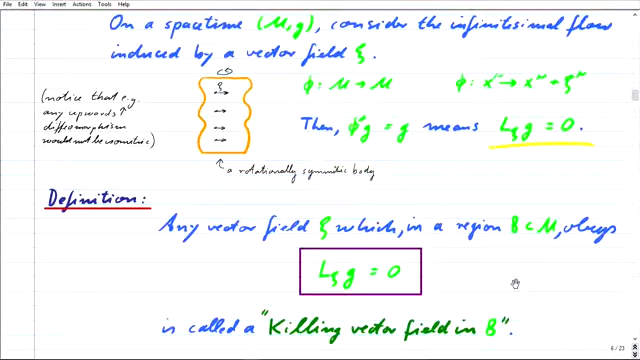 File Edit View Insert Actions Tools Help
On a spacetime (M,g), consider the infinitesimal flow
induced by a vector field ξ.
ξ
ϕ: M → M ϕ: x^μ → x^μ + ξ^μ
(notice that e.g.
any upwards ↑
diffeomorphism
would not be isometric)
Then, ϕ*g = g means L_ξ g = 0.
↑ a rotationally symmetric body
Definition:
Any vector field ξ which, in a region B ⊂ M, obeys
L_ξ g = 0
is called a "Killing vector field in B".
6 / 23